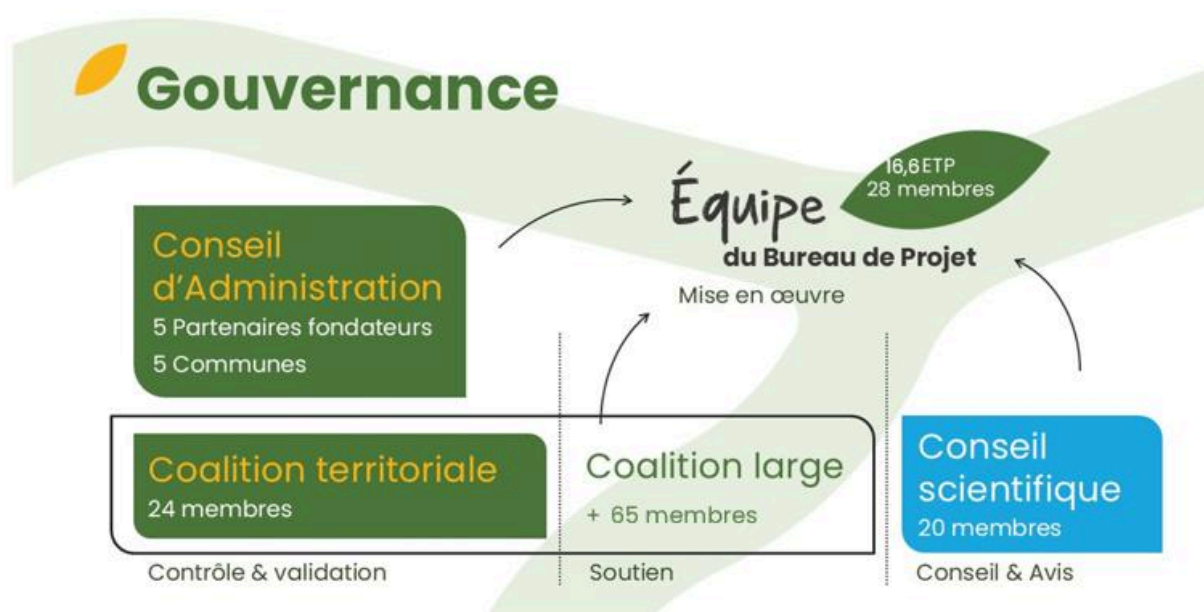 Gouvernance
16,6 ETP
28 membres
Équipe
du Bureau de Projet
Mise en œuvre
Conseil
d'Administration
5 Partenaires fondateurs
5 Communes
Coalition territoriale
24 membres
Contrôle & validation
Coalition large
+ 65 membres
Soutien
Conseil
scientifique
20 membres
Conseil & Avis